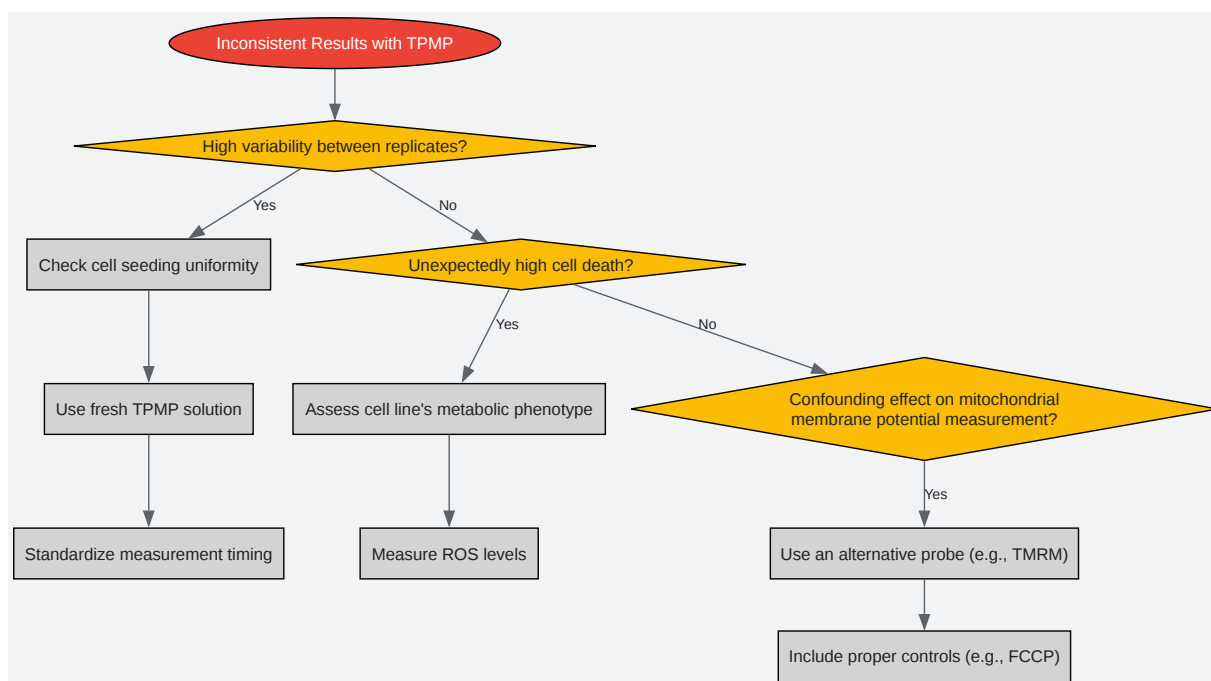 Inconsistent Results with TPMP
High variability between replicates?
Yes
No
Check cell seeding uniformity
Unexpectedly high cell death?
Yes
No
Use fresh TPMP solution
Assess cell line's metabolic phenotype
Confounding effect on mitochondrial
membrane potential measurement?
Yes
Standardize measurement timing
Measure ROS levels
Use an alternative probe (e.g., TMRM)
Include proper controls (e.g., FCCP)